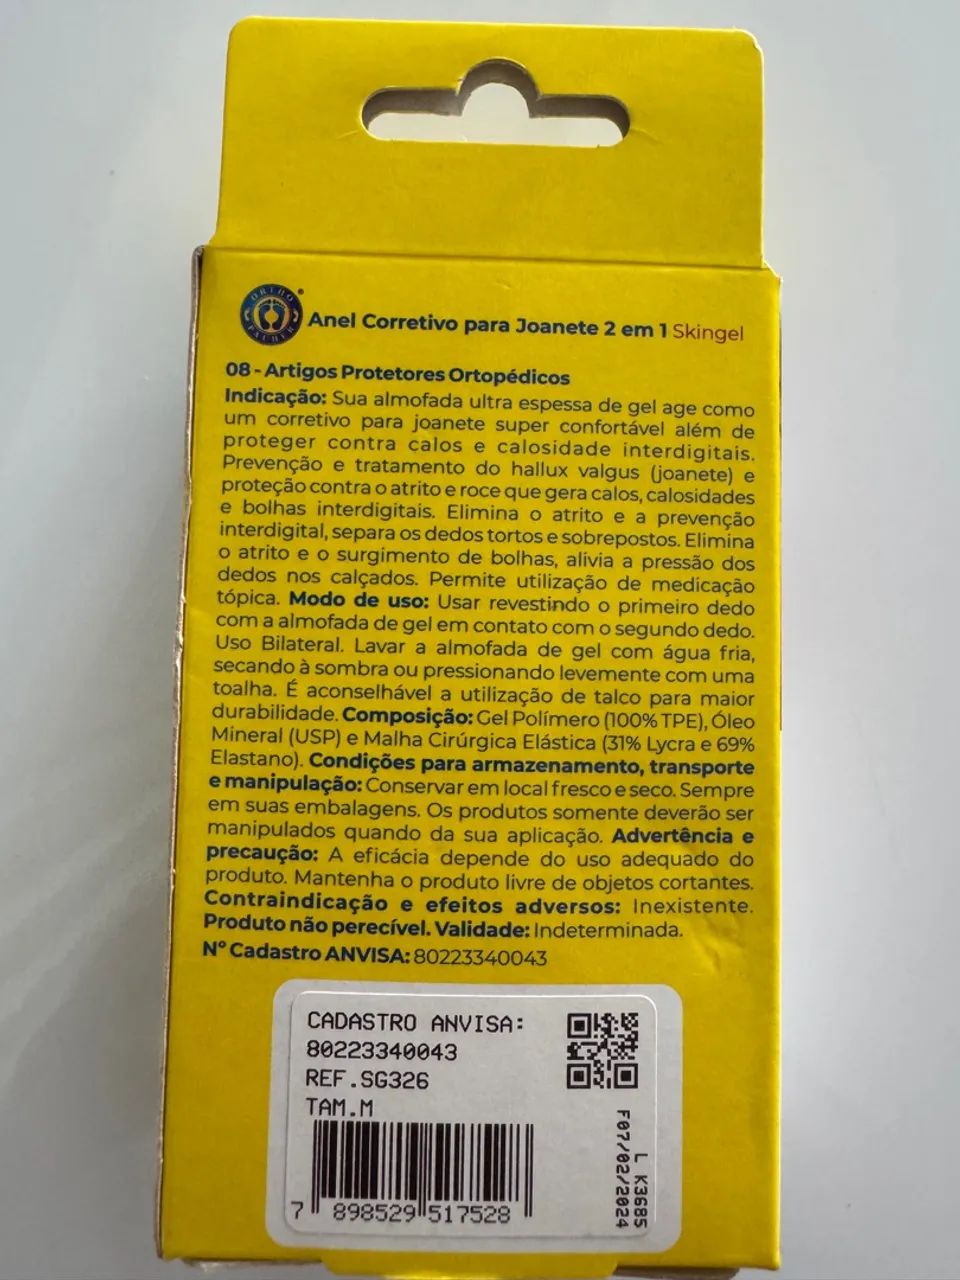 ORTHO
PAUHER
®
Anel Corretivo para Joanete 2 em 1 Skingel
08 - Artigos Protetores Ortopédicos
Indicação: Sua almofada ultra espessa de gel age como
um corretivo para joanete super confortável além de
proteger contra calos e calosidade interdigitais.
Prevenção e tratamento do hallux valgus (joanete) e
proteção contra o atrito e roce que gera calos, calosidades
e bolhas interdigitais. Elimina o atrito e a prevenção
interdigital, separa os dedos tortos e sobrepostos. Elimina
o atrito e o surgimento de bolhas, alivia a pressão dos
dedos nos calçados. Permite utilização de medicação
tópica. Modo de uso: Usar revestindo o primeiro dedo
com a almofada de gel em contato com o segundo dedo.
Uso Bilateral. Lavar a almofada de gel com água fria,
secando à sombra ou pressionando levemente com uma
toalha. É aconselhável a utilização de talco para maior
durabilidade. Composição: Gel Polímero (100% TPE), Óleo
Mineral (USP) e Malha Cirúrgica Elástica (31% Lycra e 69%
Elastano). Condições para armazenamento, transporte
e manipulação: Conservar em local fresco e seco. Sempre
em suas embalagens. Os produtos somente deverão ser
manipulados quando da sua aplicação. Advertência e
precaução: A eficácia depende do uso adequado do
produto. Mantenha o produto livre de objetos cortantes.
Contraindicação e efeitos adversos: Inexistente.
Produto não perecível. Validade: Indeterminada.
Nº Cadastro ANVISA: 80223340043
CADASTRO ANVISA:
80223340043
REF.SG326
TAM.M
7 898529 517528
L K3685
F07/02/2024